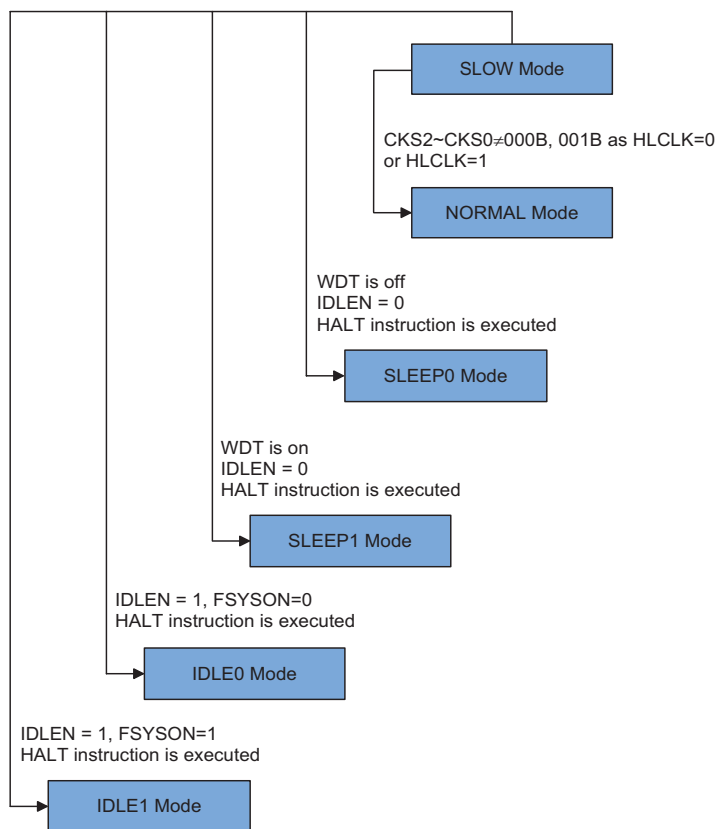 SLOW Mode
CKS2~CKS0≠000B, 001B as HLCLK=0
or HLCLK=1
NORMAL Mode
WDT is off
IDLEN = 0
HALT instruction is executed
SLEEP0 Mode
WDT is on
IDLEN = 0
HALT instruction is executed
SLEEP1 Mode
IDLEN = 1, FSYSON=0
HALT instruction is executed
IDLE0 Mode
IDLEN = 1, FSYSON=1
HALT instruction is executed
IDLE1 Mode